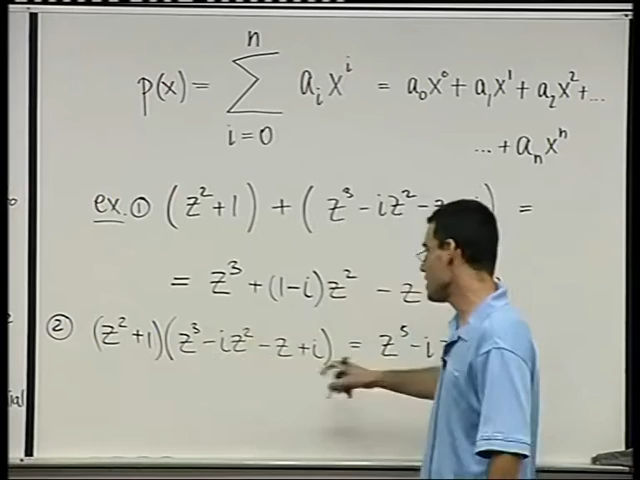 p(x) = n Σ i=0 a_i x^i = a_0x^0 + a_1x^1 + a_2x^2 + ...
... + a_n x^n
ex. ① (z^2 + 1) + (z^3 - iz^2 - z i) =
= z^3 + (1-i)z^2 - z
② (z^2 + 1)(z^3 - iz^2 - z + i) = z^5 - i